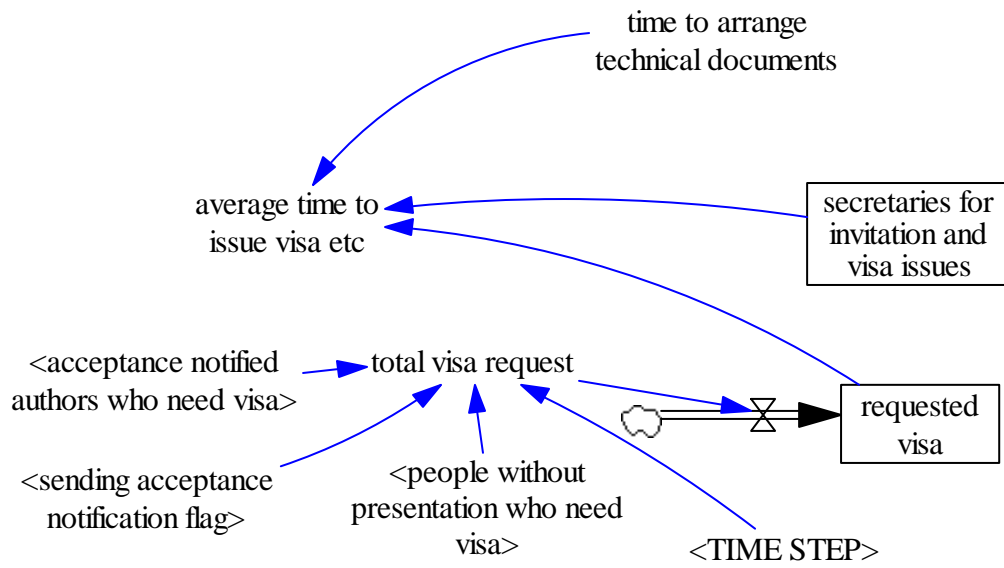 time to arrange
technical documents
average time to
issue visa etc
secretaries for
invitation and
visa issues
<acceptance notified
authors who need visa>
total visa request
requested
visa
<sending acceptance
notification flag>
<people without
presentation who need
visa>
<TIME STEP>